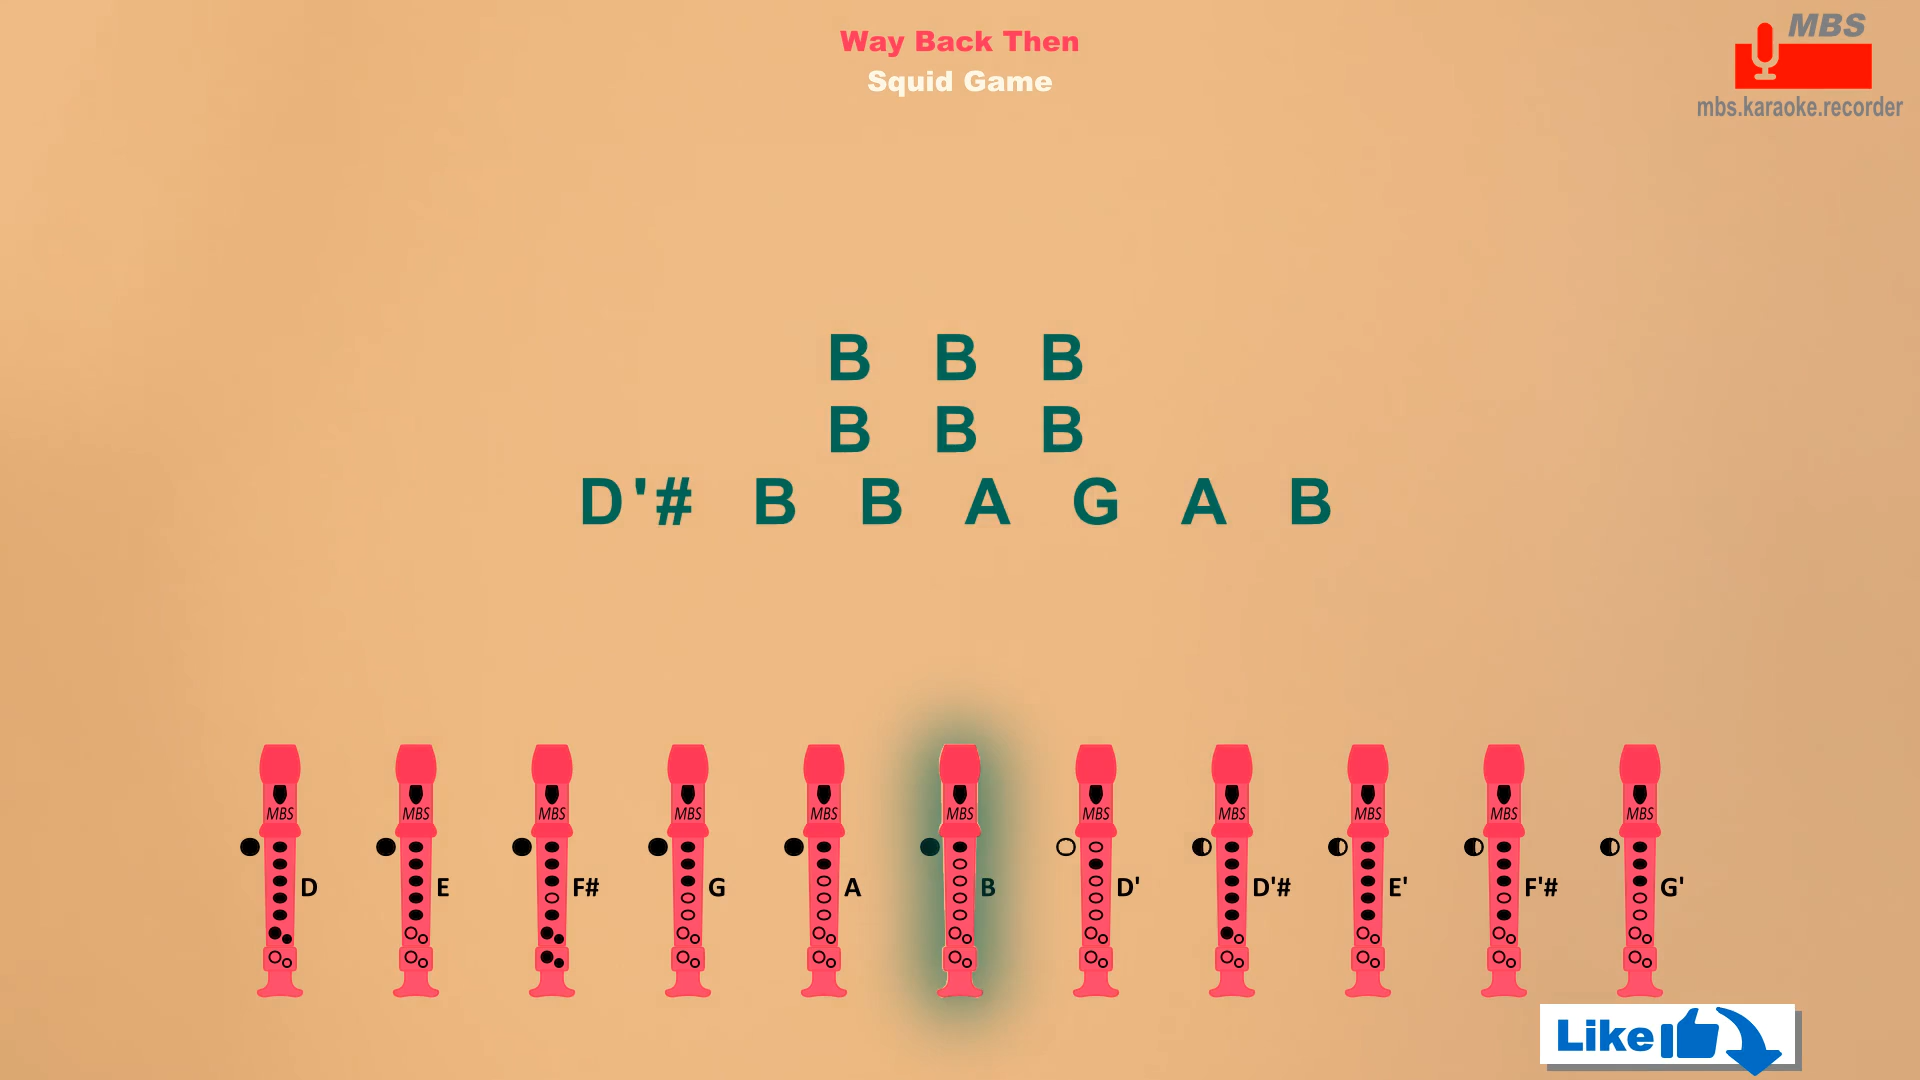 Way Back Then
Squid Game
MBS
mbs.karaoke.recorder
B B B
B B B
D'# B B A G A B
MBS MBS MBS MBS MBS MBS MBS MBS MBS MBS MBS
D E F# G A B D' D'# E' F'# G'
Like